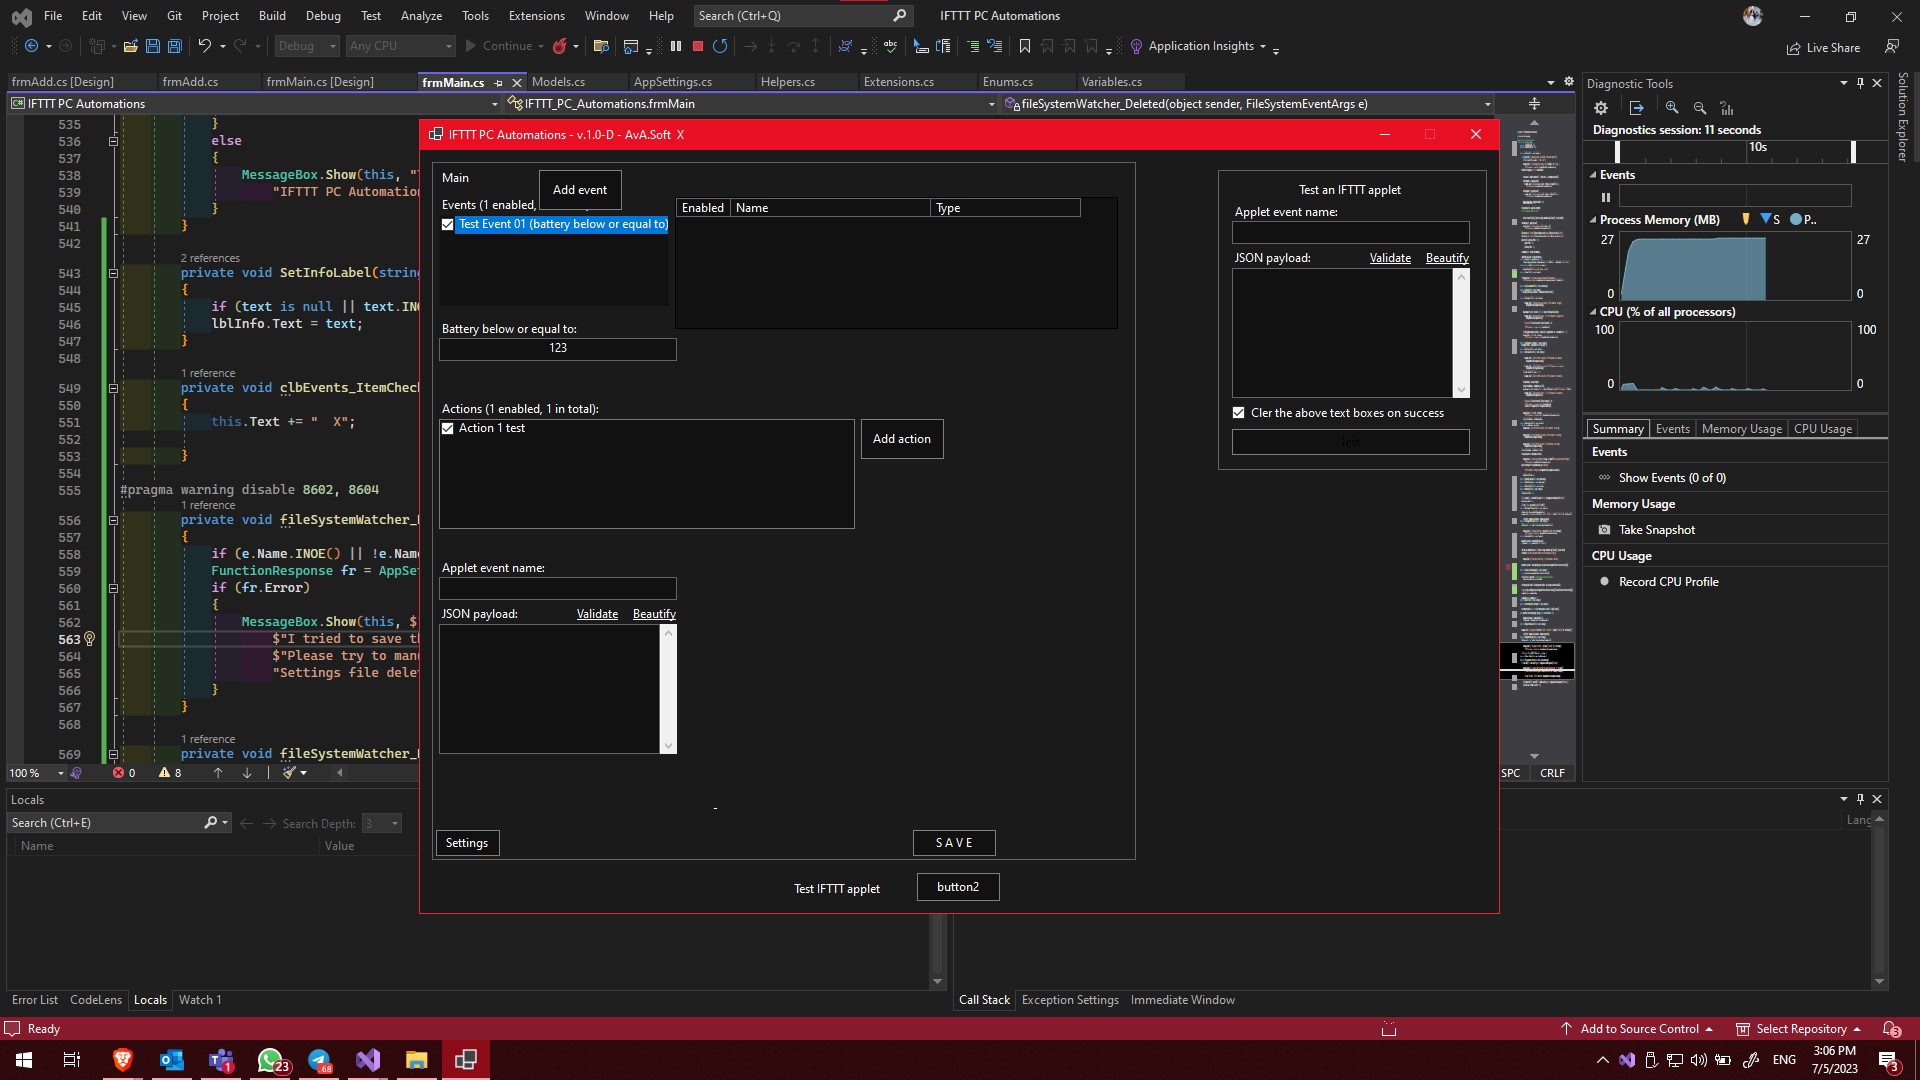 File Edit View Git Project Build Debug Test Analyze Tools Extensions Window Help Search (Ctrl+Q) IFTTT PC Automations
Debug Any CPU Continue Application Insights Live Share
frmAdd.cs [Design] frmAdd.cs frmMain.cs [Design] frmMain.cs Models.cs AppSettings.cs Helpers.cs Extensions.cs Enums.cs Variables.cs
IFTTT PC Automations IFTTT_PC_Automations.frmMain fileSystemWatcher_Deleted(object sender, FileSystemEventArgs e)
535 }
536 else
537 {
538 MessageBox.Show(this,
539 "IFTTT PC Automation
540 }
541 }
542
2 references
543 private void SetInfoLabel(string
544 {
545 if (text is null || text.INO
546 lblInfo.Text = text;
547 }
548
1 reference
549 private void clbEvents_ItemChec
550 {
551 this.Text += " X";
552
553 }
554
555 #pragma warning disable 8602, 8604
1 reference
556 private void fileSystemWatcher_
557 {
558 if (e.Name.INOE() || !e.Nam
559 FunctionResponse fr = AppSe
560 if (fr.Error)
561 {
562 MessageBox.Show(this, $
563 $"I tried to save th
564 $"Please try to manu
565 "Settings file delet
566 }
567 }
568
1 reference
569 private void fileSystemWatcher_
100 % 0 8 SPC CRLF
IFTTT PC Automations - v.1.0-D - AvA.Soft X
Main
Add event
Events (1 enabled,
Test Event 01 (battery below or equal to)
Enabled Name Type
Battery below or equal to:
123
Actions (1 enabled, 1 in total):
Action 1 test
Add action
Applet event name:
JSON payload: Validate Beautify
-
Settings
S A V E
Test IFTTT applet
button2
Test an IFTTT applet
Applet event name:
JSON payload: Validate Beautify
Cler the above text boxes on success
Test
Diagnostic Tools
Diagnostics session: 11 seconds
10s
Events
Process Memory (MB) S P..
27 27
0 0
CPU (% of all processors)
100 100
0 0
Summary Events Memory Usage CPU Usage
Events
Show Events (0 of 0)
Memory Usage
Take Snapshot
CPU Usage
Record CPU Profile
Solution Explorer
Locals
Search (Ctrl+E) Search Depth: 3
Name Value
Lang
Error List CodeLens Locals Watch 1
Call Stack Exception Settings Immediate Window
Ready Add to Source Control Select Repository 3
1 23 .68 ENG
3:06 PM
7/5/2023
3